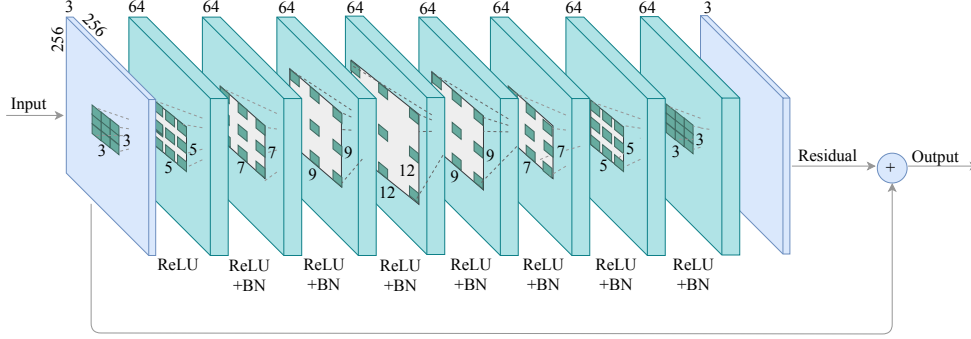 3 64 64 64 64 64 64 64 64 3
256
256
Input
3 3
5 5
7 7
9 9
12 12
9 9
7 7
5 5
3 3
Residual
+
Output
ReLU
ReLU
+BN
ReLU
+BN
ReLU
+BN
ReLU
+BN
ReLU
+BN
ReLU
+BN
ReLU
+BN